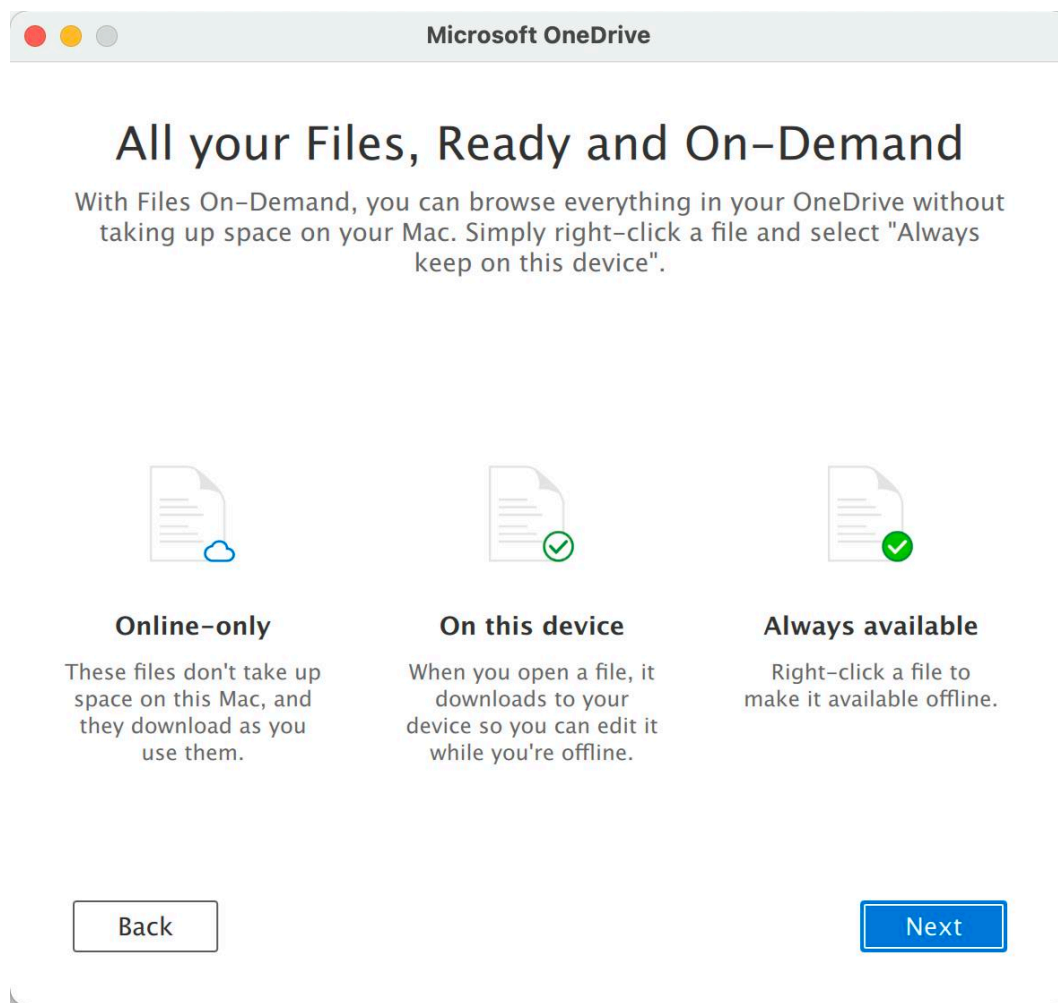 Microsoft OneDrive
All your Files, Ready and On-Demand
With Files On-Demand, you can browse everything in your OneDrive without
taking up space on your Mac. Simply right-click a file and select "Always
keep on this device".
Online-only
These files don't take up
space on this Mac, and
they download as you
use them.
On this device
When you open a file, it
downloads to your
device so you can edit it
while you're offline.
Always available
Right-click a file to
make it available offline.
Back
Next